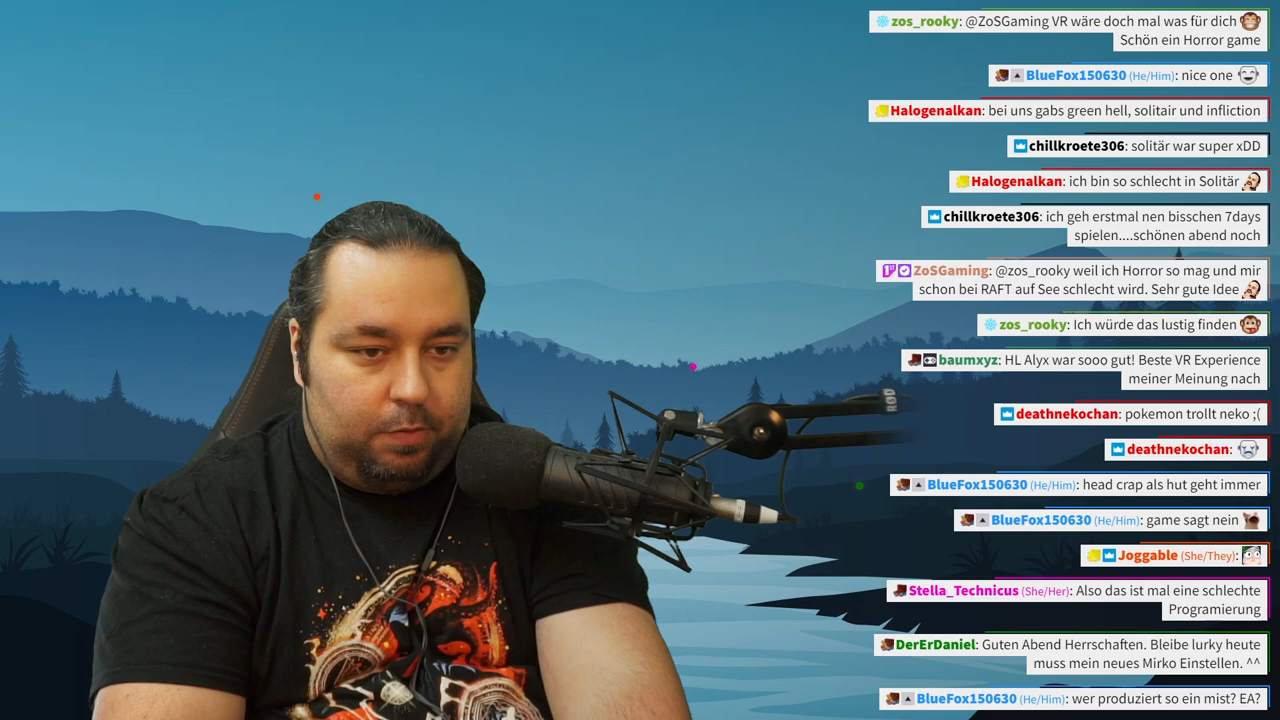 zos_rooky: @ZoSGaming VR wäre doch mal was für dich
Schön ein Horror game
BlueFox150630 (He/Him): nice one
Halogenalkan: bei uns gabs green hell, solitair und infliction
chillkroete306: solitär war super xDD
Halogenalkan: ich bin so schlecht in Solitär
chillkroete306: ich geh erstmal nen bisschen 7days
spielen....schönen abend noch
ZoSGaming: @zos_rooky weil ich Horror so mag und mir
schon bei RAFT auf See schlecht wird. Sehr gute Idee
zos_rooky: Ich würde das lustig finden
baumxyz: HL Alyx war sooo gut! Beste VR Experience
meiner Meinung nach
deathnekochan: pokemon trollt neko ;(
deathnekochan:
BlueFox150630 (He/Him): head crap als hut geht immer
BlueFox150630 (He/Him): game sagt nein
Joggable (She/They):
Stella_Technicus (She/Her): Also das ist mal eine schlechte
Programierung
DerErDaniel: Guten Abend Herrschaften. Bleibe lurky heute
muss mein neues Mirko Einstellen. ^^
BlueFox150630 (He/Him): wer produziert so ein mist? EA?